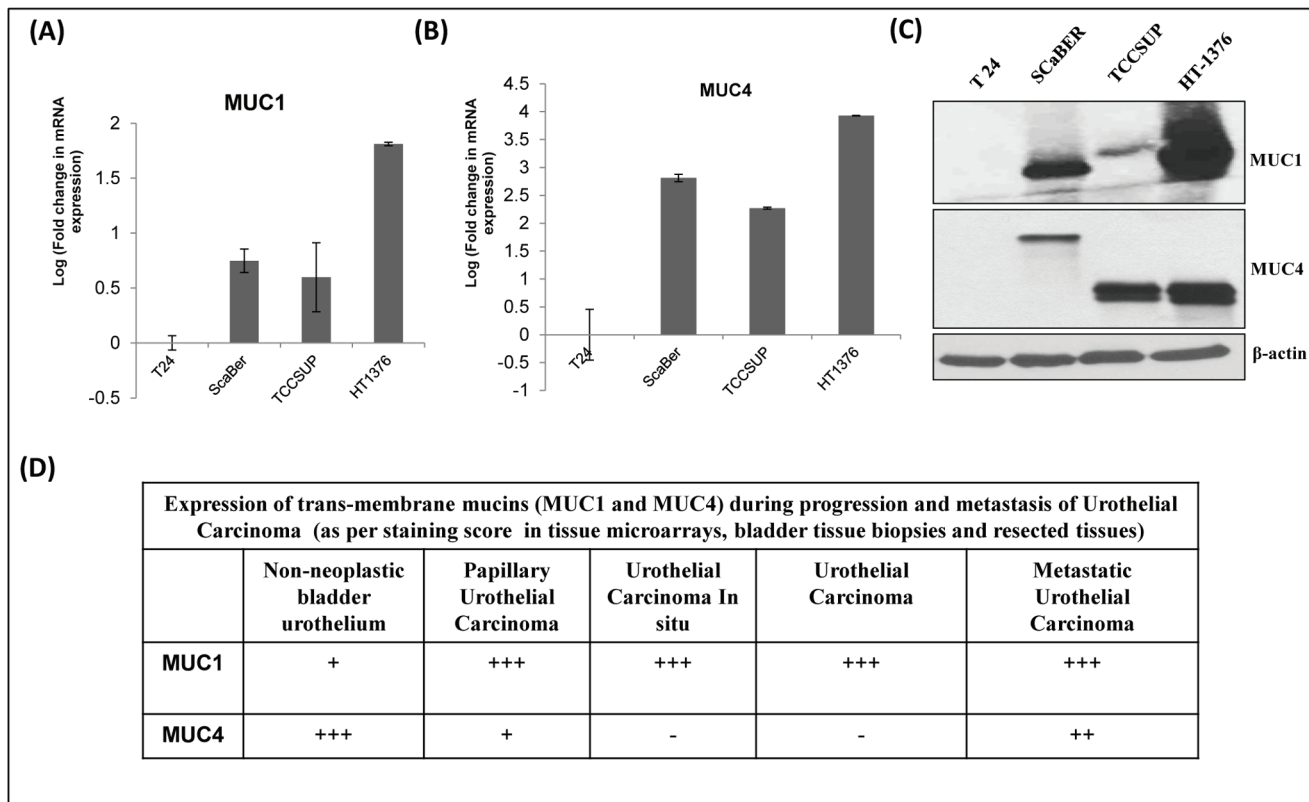 (A)
MUC1
Log (Fold change in mRNA
expression)
2
1.5
1
0.5
0
-0.5
T24
ScaBer
TCCSUP
HT1376
(B)
MUC4
Log (Fold change in mRNA
expression)
4.5
4
3.5
3
2.5
2
1.5
1
0.5
0
-0.5
-1
T24
ScaBer
TCCSUP
HT1376
(C)
T 24
SCaBER
TCCSUP
HT-1376
MUC1
MUC4
β-actin
(D)
Expression of trans-membrane mucins (MUC1 and MUC4) during progression and metastasis of Urothelial
Carcinoma (as per staining score in tissue microarrays, bladder tissue biopsies and resected tissues)
Non-neoplastic
bladder
urothelium
Papillary
Urothelial
Carcinoma
Urothelial
Carcinoma In
situ
Urothelial
Carcinoma
Metastatic
Urothelial
Carcinoma
MUC1 + +++ +++ +++ +++
MUC4 +++ + - - ++